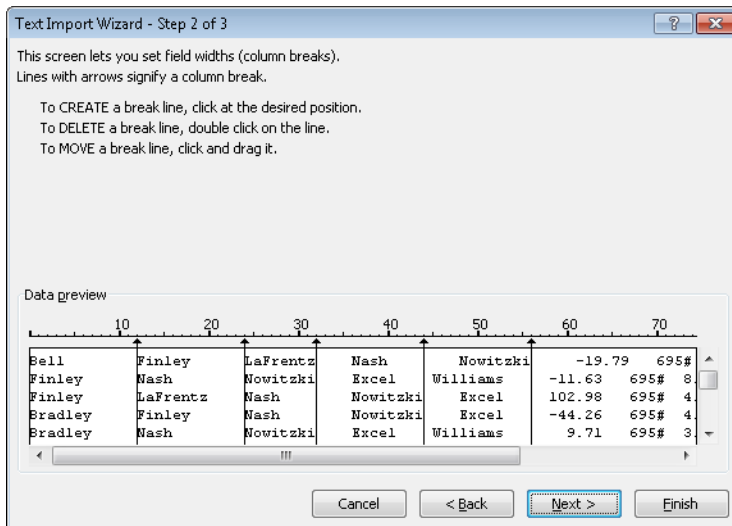 Text Import Wizard - Step 2 of 3
This screen lets you set field widths (column breaks).
Lines with arrows signify a column break.
To CREATE a break line, click at the desired position.
To DELETE a break line, double click on the line.
To MOVE a break line, click and drag it.
Data preview
10 20 30 40 50 60 70
Bell Finley LaFrentz Nash Nowitzki -19.79 695#
Finley Nash Nowitzki Excel Williams -11.63 695# 8.
Finley LaFrentz Nash Nowitzki Excel 102.98 695# 4.
Bradley Finley Nash Nowitzki Excel -44.26 695# 4.
Bradley Nash Nowitzki Excel Williams 9.71 695# 3.
Cancel < Back Next > Finish